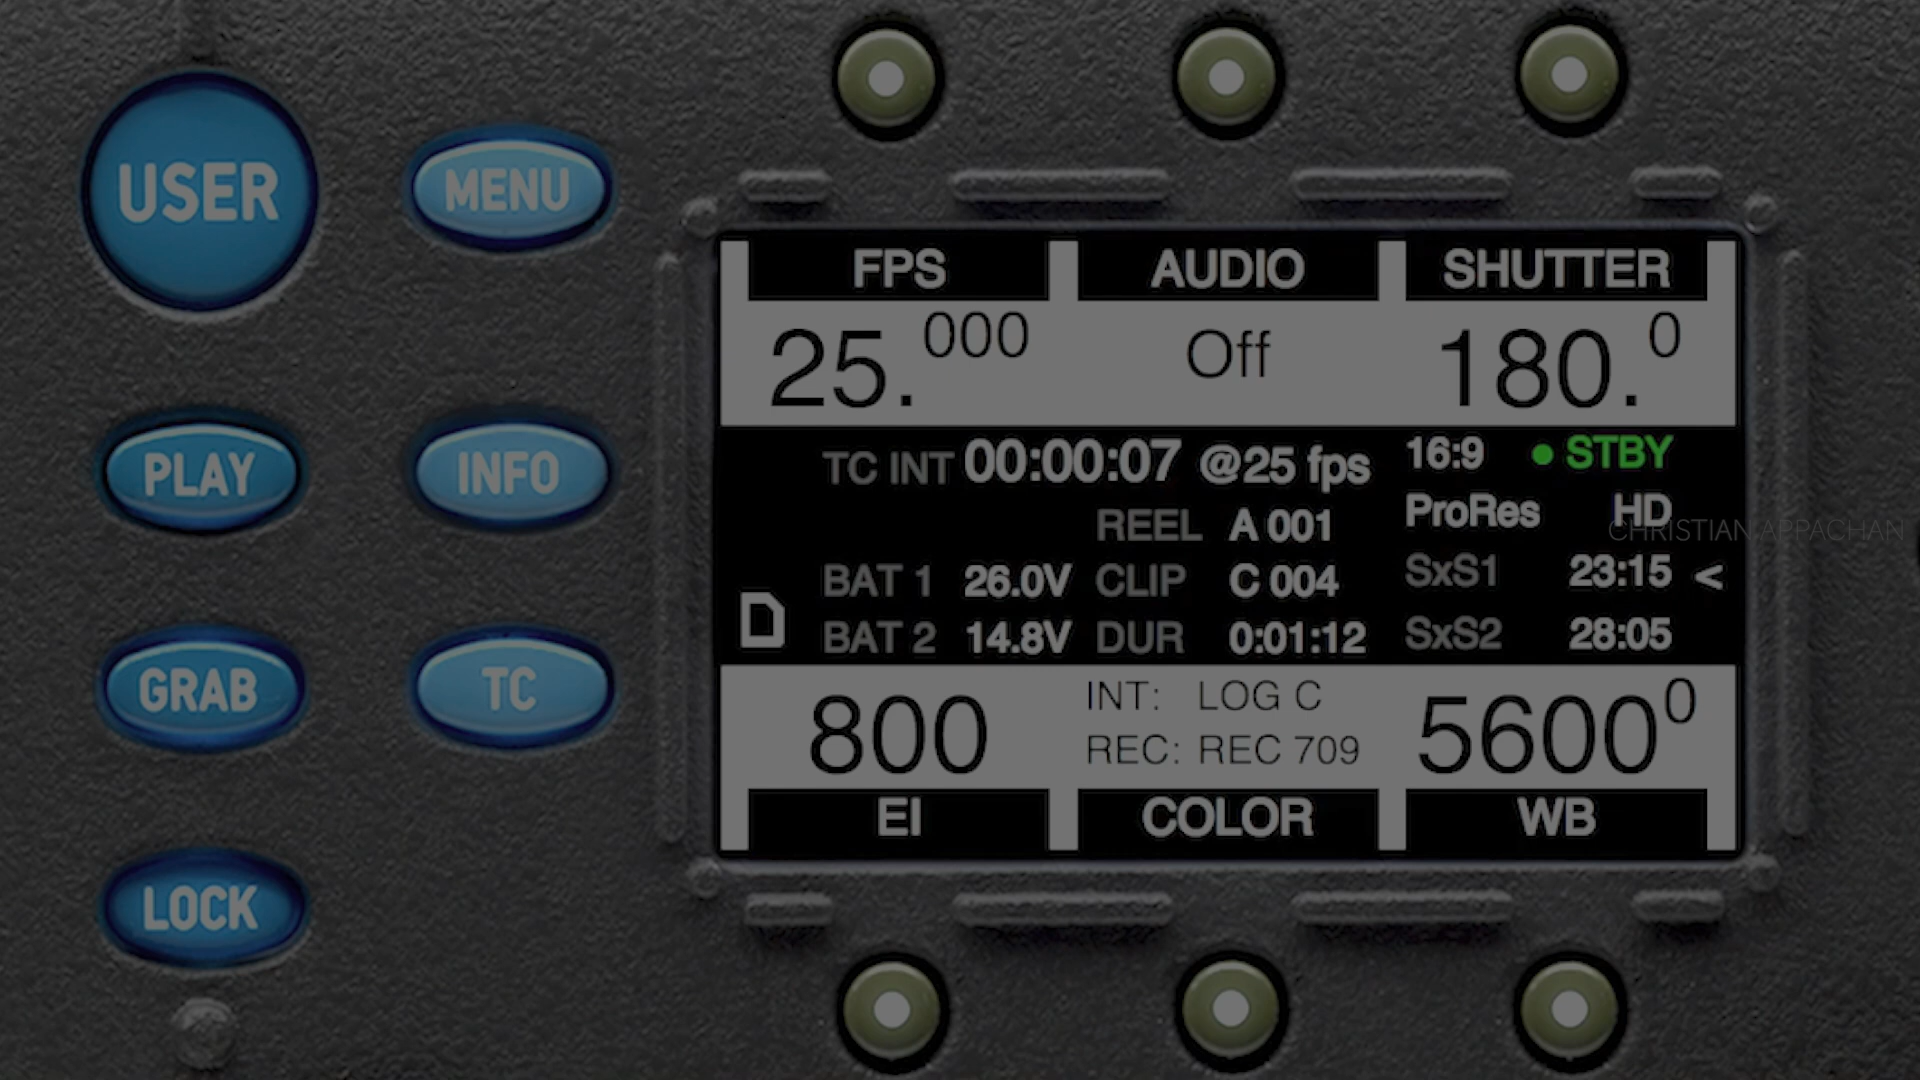 USER
MENU
PLAY
INFO
GRAB
TC
LOCK
FPS AUDIO SHUTTER
25.000 Off 180.0
TC INT 00:00:07 @25 fps 16:9 STBY
ProRes HD
REEL A 001
BAT 1 26.0V CLIP C 004 SxS1 23:15 <
BAT 2 14.8V DUR 0:01:12 SxS2 28:05
D
800 INT: LOG C 5600⁰
REC: REC 709
EI COLOR WB
CHRISTIAN APPACHAN